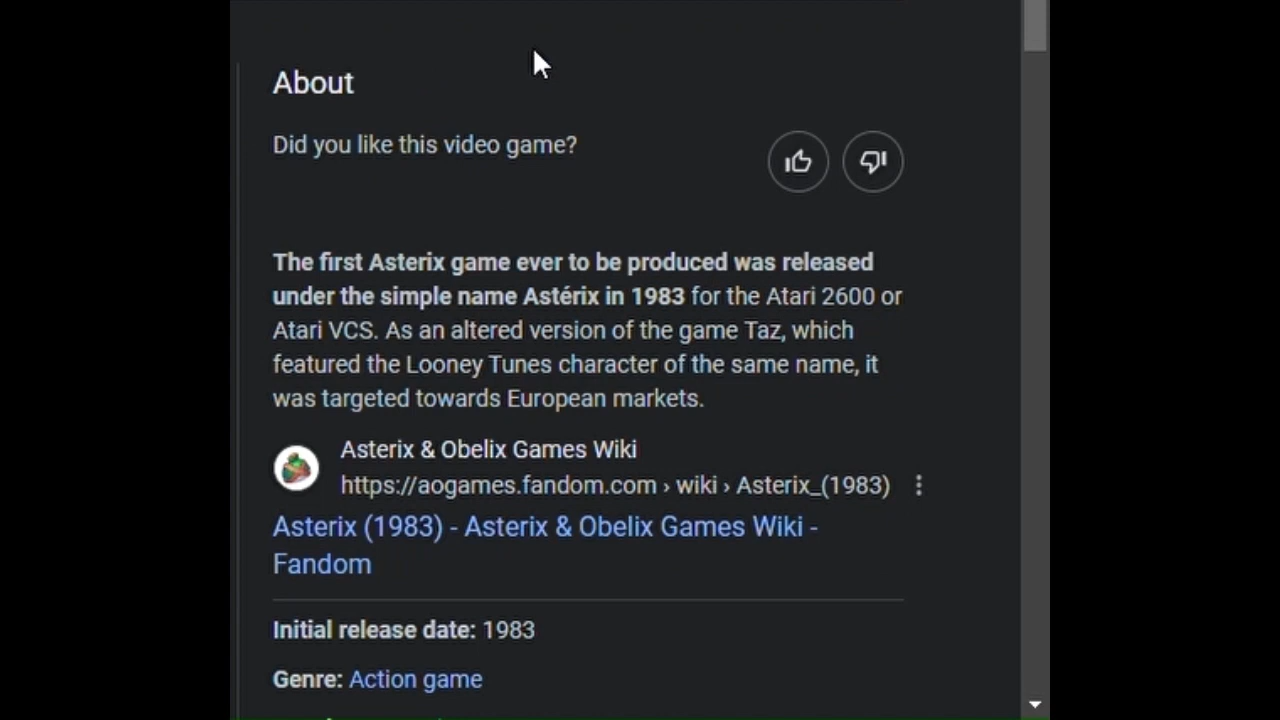 About
Did you like this video game?
The first Asterix game ever to be produced was released
under the simple name Astérix in 1983 for the Atari 2600 or
Atari VCS. As an altered version of the game Taz, which
featured the Looney Tunes character of the same name, it
was targeted towards European markets.
Asterix & Obelix Games Wiki
https://aogames.fandom.com › wiki › Asterix_(1983)
Asterix (1983) - Asterix & Obelix Games Wiki -
Fandom
Initial release date: 1983
Genre: Action game